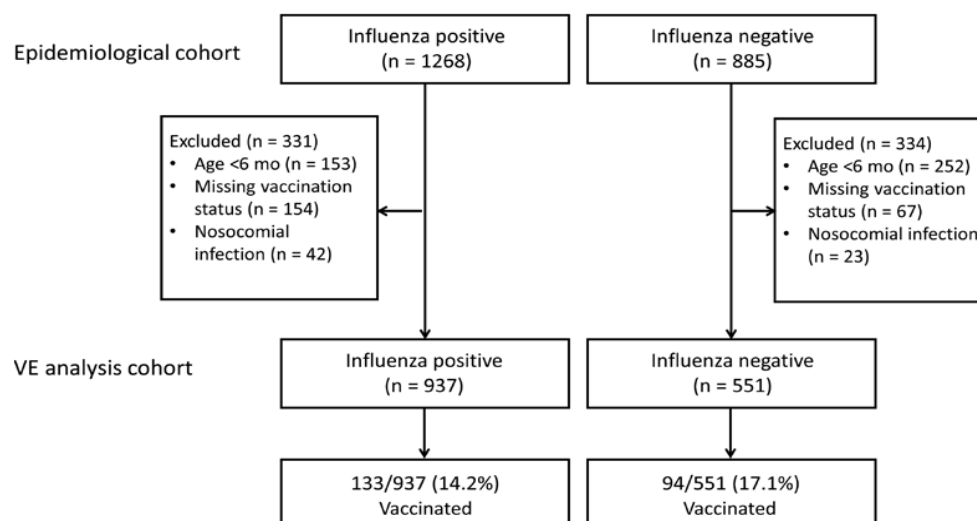 Epidemiological cohort
Influenza positive
(n = 1268)
Influenza negative
(n = 885)
Excluded (n = 331)
• Age <6 mo (n = 153)
• Missing vaccination
status (n = 154)
• Nosocomial
infection (n = 42)
Excluded (n = 334)
• Age <6 mo (n = 252)
• Missing vaccination
status (n = 67)
• Nosocomial infection
(n = 23)
VE analysis cohort
Influenza positive
(n = 937)
Influenza negative
(n = 551)
133/937 (14.2%)
Vaccinated
94/551 (17.1%)
Vaccinated